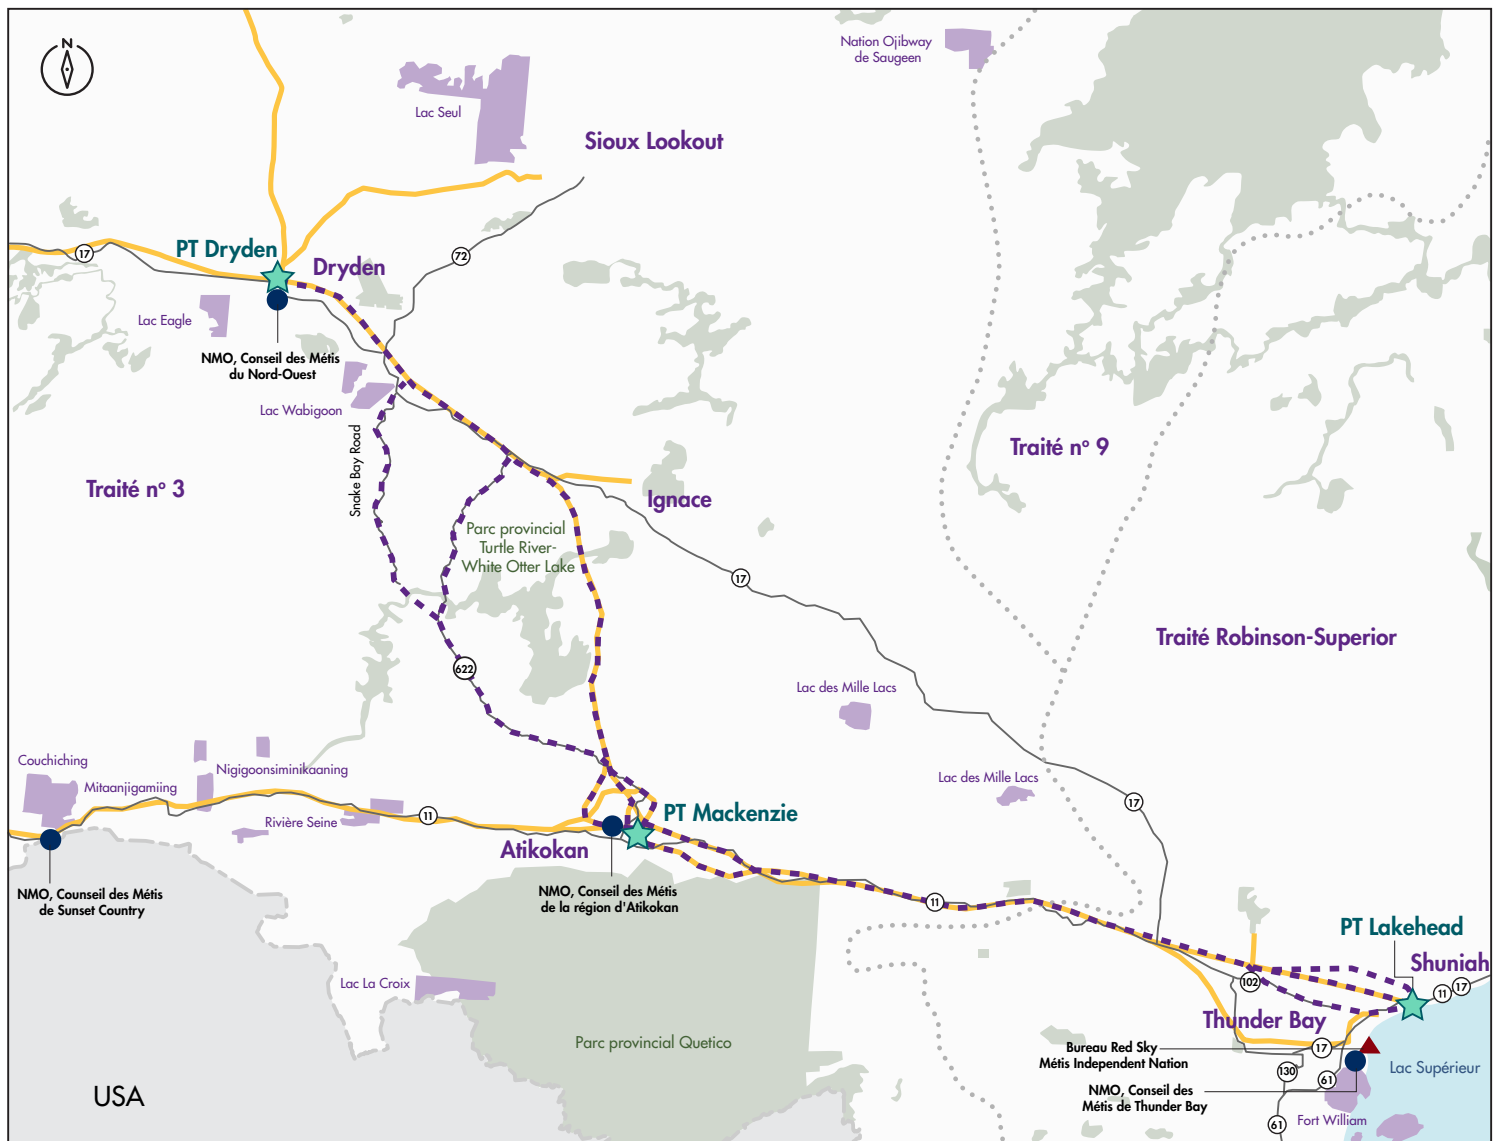 N
Nation Ojibway
de Saugeen
Lac Seul
Sioux Lookout
PT Dryden
Dryden
17
72
Lac Eagle
NMO, Conseil des Métis
du Nord-Ouest
Lac Wabigoon
Snake Bay Road
Traité nº 3
Traité nº 9
Ignace
Parc provincial
Turtle River-
White Otter Lake
17
Traité Robinson-Superior
622
Lac des Mille Lacs
Couchiching
Mitaanjigamiing
Nigigoonsiminikaaning
Lac des Mille Lacs
17
Rivière Seine
11
PT Mackenzie
Atikokan
NMO, Counseil des Métis
de Sunset Country
NMO, Conseil des Métis
de la région d'Atikokan
11
PT Lakehead
Shuniah
Lac La Croix
102
11
17
Thunder Bay
Parc provincial Quetico
Bureau Red Sky
Métis Independent Nation
17
Lac Supérieur
130
61
USA
NMO, Conseil des
Métis de Thunder Bay
61
Fort William